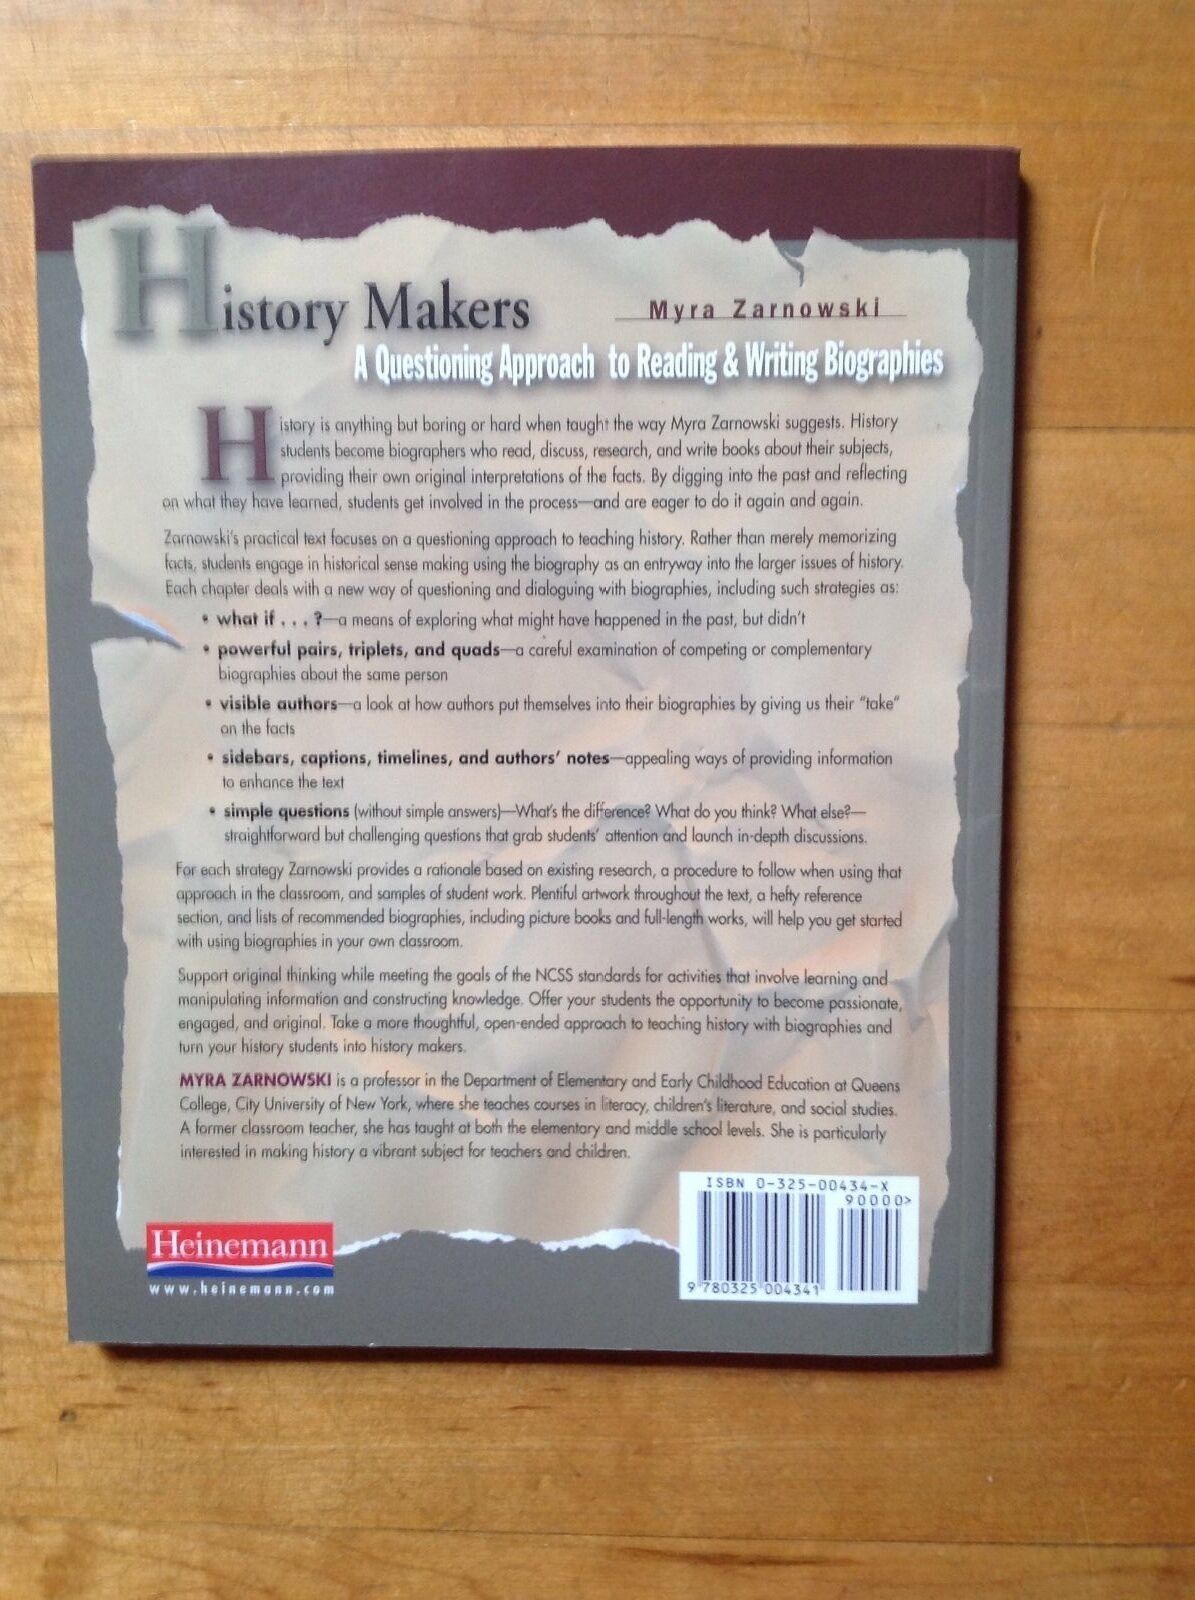 History Makers
Myra Zarnowski
A Questioning Approach to Reading & Writing Biographies
History is anything but boring or hard when taught the way Myra Zarnowski suggests. History
students become biographers who read, discuss, research, and write books about their subjects,
providing their own original interpretations of the facts. By digging into the past and reflecting
on what they have learned, students get involved in the process—and are eager to do it again and again.
Zarnowski's practical text focuses on a questioning approach to teaching history. Rather than merely memorizing
facts, students engage in historical sense making using the biography as an entryway into the larger issues of history.
Each chapter deals with a new way of questioning and dialoguing with biographies, including such strategies as:
• what if . . . ?—a means of exploring what might have happened in the past, but didn't
• powerful pairs, triplets, and quads—a careful examination of competing or complementary
biographies about the same person
• visible authors—a look at how authors put themselves into their biographies by giving us their "take"
on the facts
• sidebars, captions, timelines, and authors' notes—appealing ways of providing information
to enhance the text
• simple questions (without simple answers)—What's the difference? What do you think? What else?—
straightforward but challenging questions that grab students' attention and launch in-depth discussions.
For each strategy Zarnowski provides a rationale based on existing research, a procedure to follow when using that
approach in the classroom, and samples of student work. Plentiful artwork throughout the text, a hefty reference
section, and lists of recommended biographies, including picture books and full-length works, will help you get started
with using biographies in your own classroom.
Support original thinking while meeting the goals of the NCSS standards for activities that involve learning and
manipulating information and constructing knowledge. Offer your students the opportunity to become passionate,
engaged, and original. Take a more thoughtful, open-ended approach to teaching history with biographies and
turn your history students into history makers.
MYRA ZARNOWSKI is a professor in the Department of Elementary and Early Childhood Education at Queens
College, City University of New York, where she teaches courses in literacy, children's literature, and social studies.
A former classroom teacher, she has taught at both the elementary and middle school levels. She is particularly
interested in making history a vibrant subject for teachers and children.
ISBN 0-325-00434-X
90000>
9 780325 004341
Heinemann
www.heinemann.com